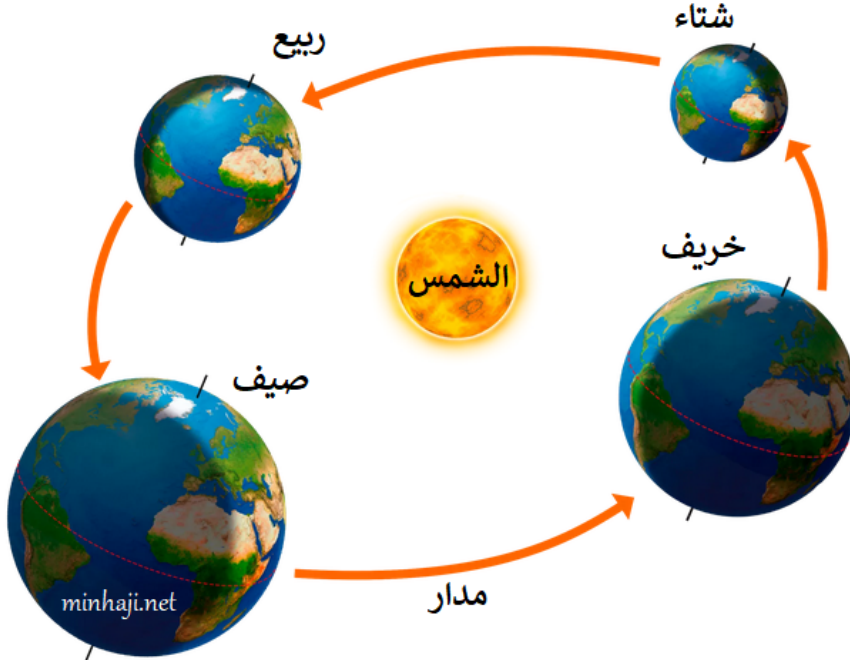 شتاء
ربيع
خريف
الشمس
صيف
مدار
minhaji.net